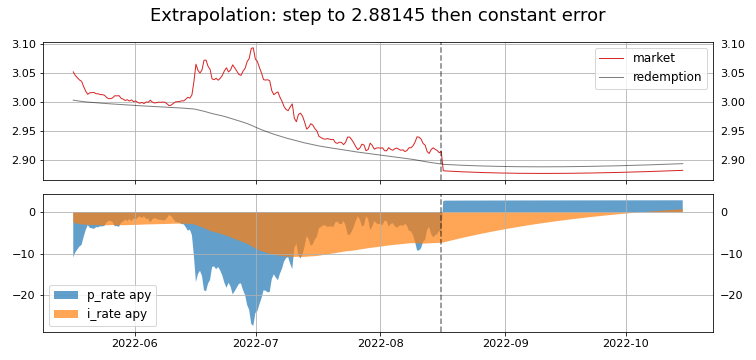 Extrapolation: step to 2.88145 then constant error
3.10 3.10
3.05 3.05
3.00 3.00
2.95 2.95
2.90 2.90
market
redemption
0 0
−10 −10
−20 −20
p_rate apy
i_rate apy
2022-06 2022-07 2022-08 2022-09 2022-10